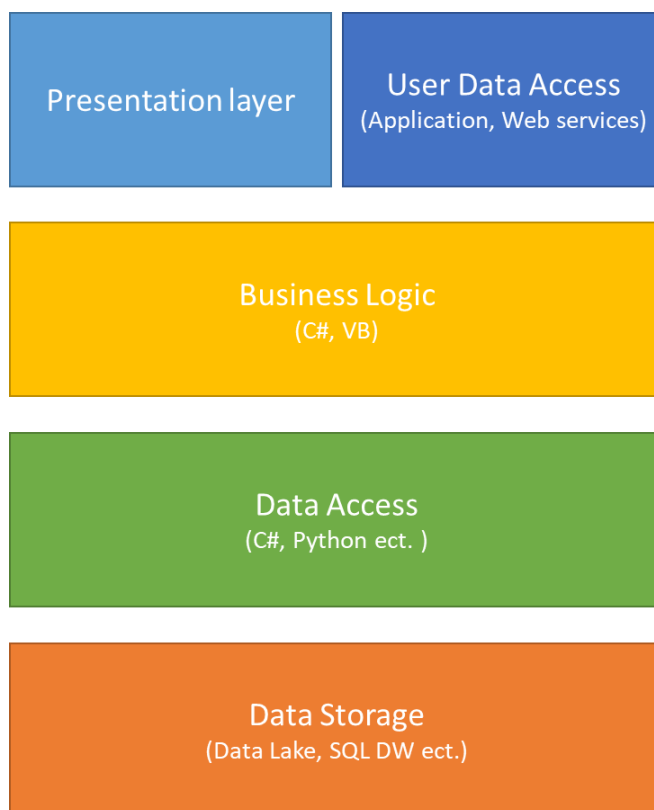 Presentation layer
User Data Access
(Application, Web services)
Business Logic
(C#, VB)
Data Access
(C#, Python ect. )
Data Storage
(Data Lake, SQL DW ect.)